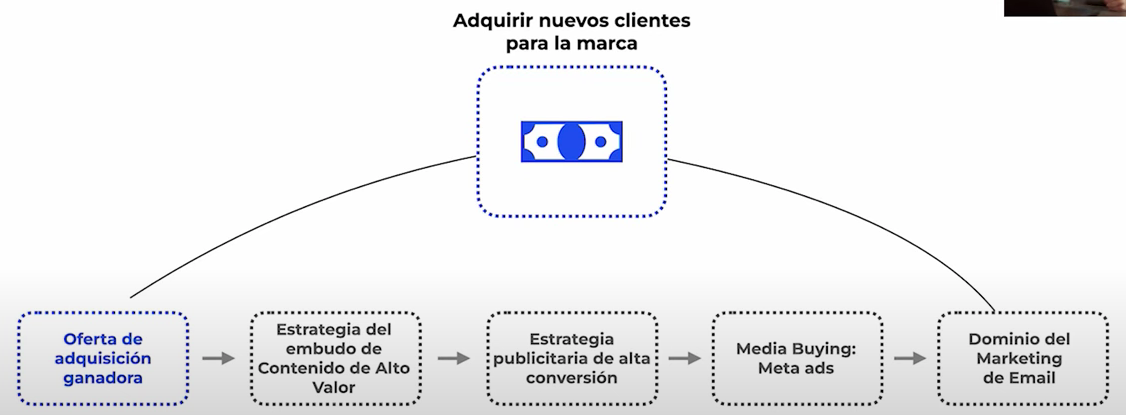 Adquirir nuevos clientes
para la marca
Oferta de
adquisición
ganadora
Estrategia del
embudo de
Contenido de Alto
Valor
Estrategia
publicitaria de alta
conversión
Media Buying:
Meta ads
Dominio del
Marketing
de Email